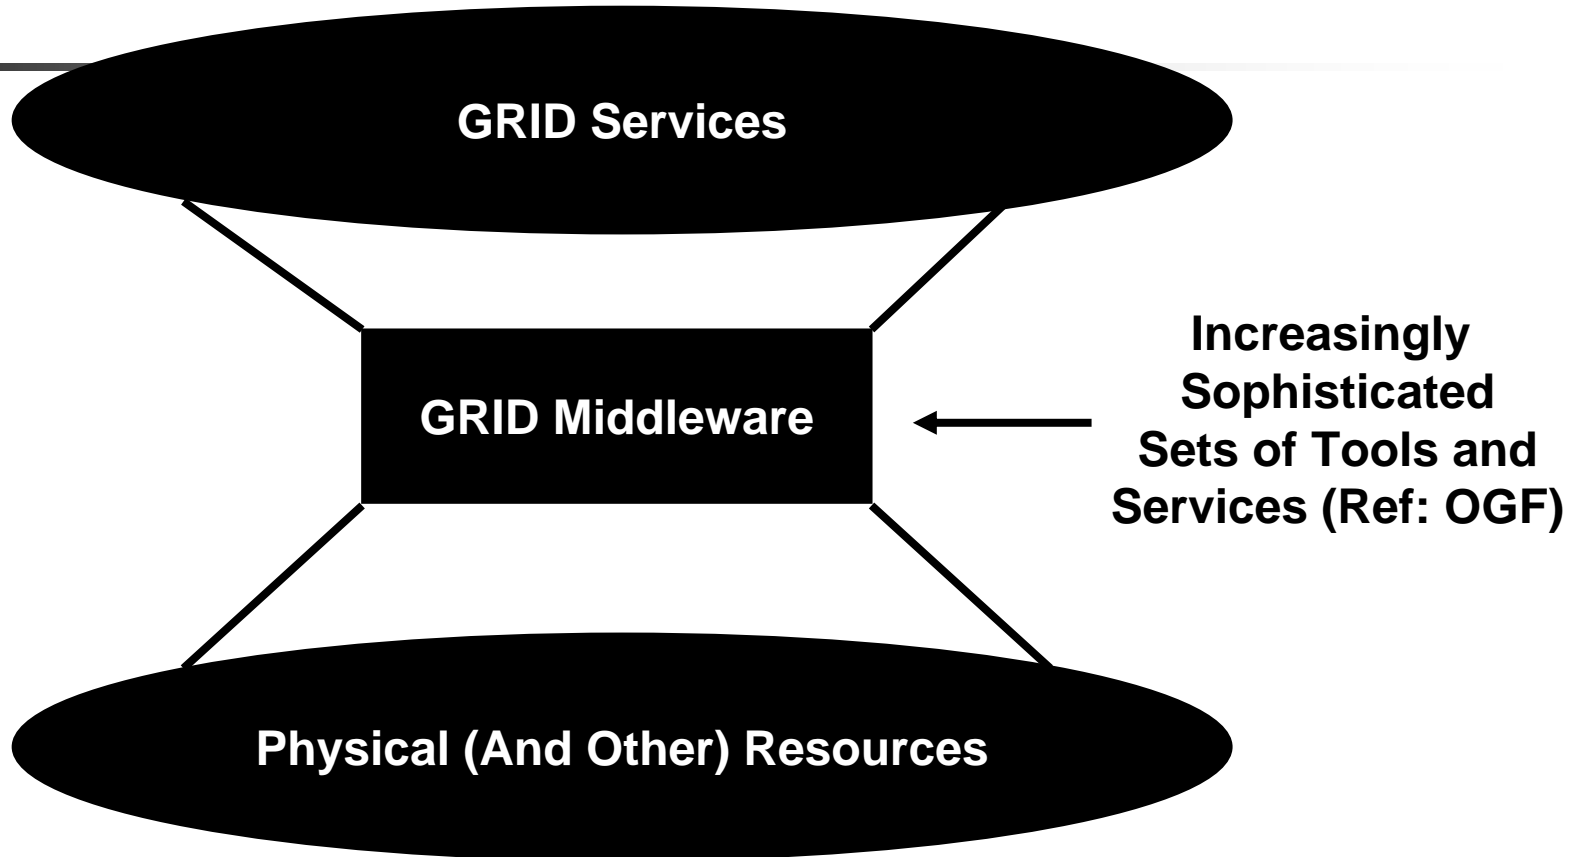 GRID Services
GRID Middleware
Increasingly
Sophisticated
Sets of Tools and
Services (Ref: OGF)
Physical (And Other) Resources